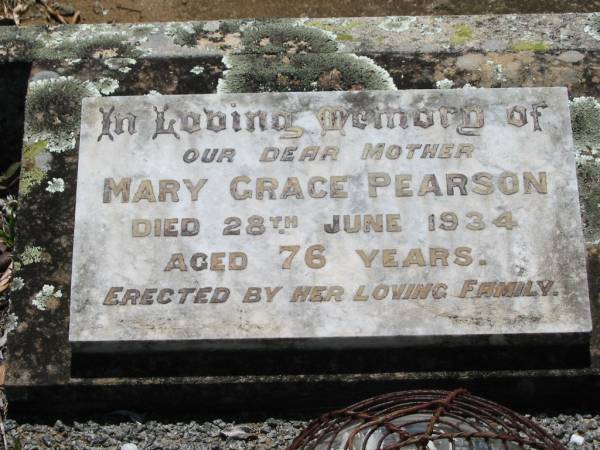 In Loving Memory of
OUR DEAR MOTHER
MARY GRACE PEARSON
DIED 28TH JUNE 1934
AGED 76 YEARS.
ERECTED BY HER LOVING FAMILY.